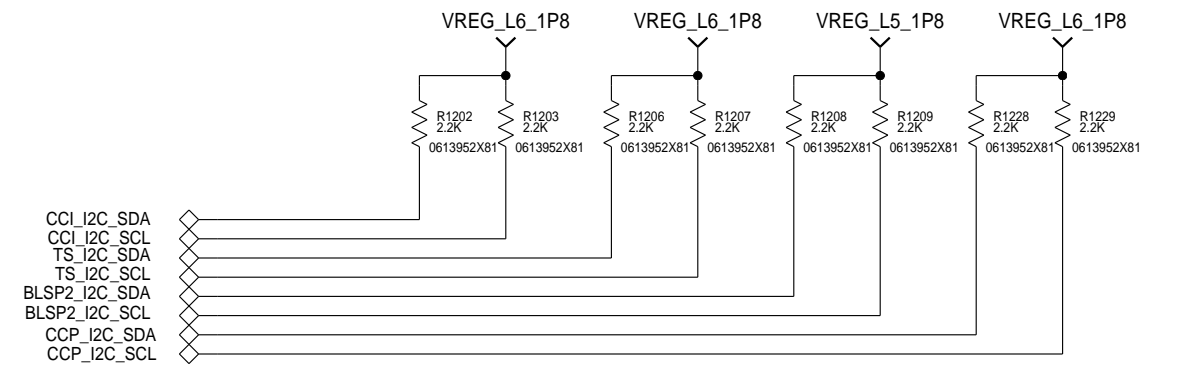 VREG_L6_1P8 VREG_L6_1P8 VREG_L5_1P8 VREG_L6_1P8
R1202 R1203 R1206 R1207 R1208 R1209 R1228 R1229
2.2K 2.2K 2.2K 2.2K 2.2K 2.2K 2.2K 2.2K
0613952X81 0613952X81 0613952X81 0613952X81 0613952X81 0613952X81 0613952X81 0613952X81
CCI_I2C_SDA
CCI_I2C_SCL
TS_I2C_SDA
TS_I2C_SCL
BLSP2_I2C_SDA
BLSP2_I2C_SCL
CCP_I2C_SDA
CCP_I2C_SCL